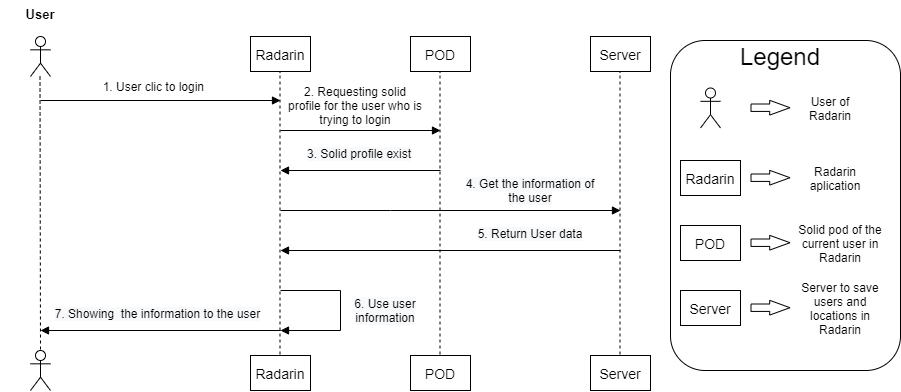 User
Radarin
POD
Server
Legend
1. User clic to login
2. Requesting solid
profile for the user who is
trying to login
3. Solid profile exist
4. Get the information of
the user
5. Return User data
6. Use user
information
7. Showing  the information to the user
Radarin
POD
Server
User of
Radarin
Radarin
Radarin
aplication
POD
Solid pod of the
current user in
Radarin
Server
Server to save
users and
locations in
Radarin